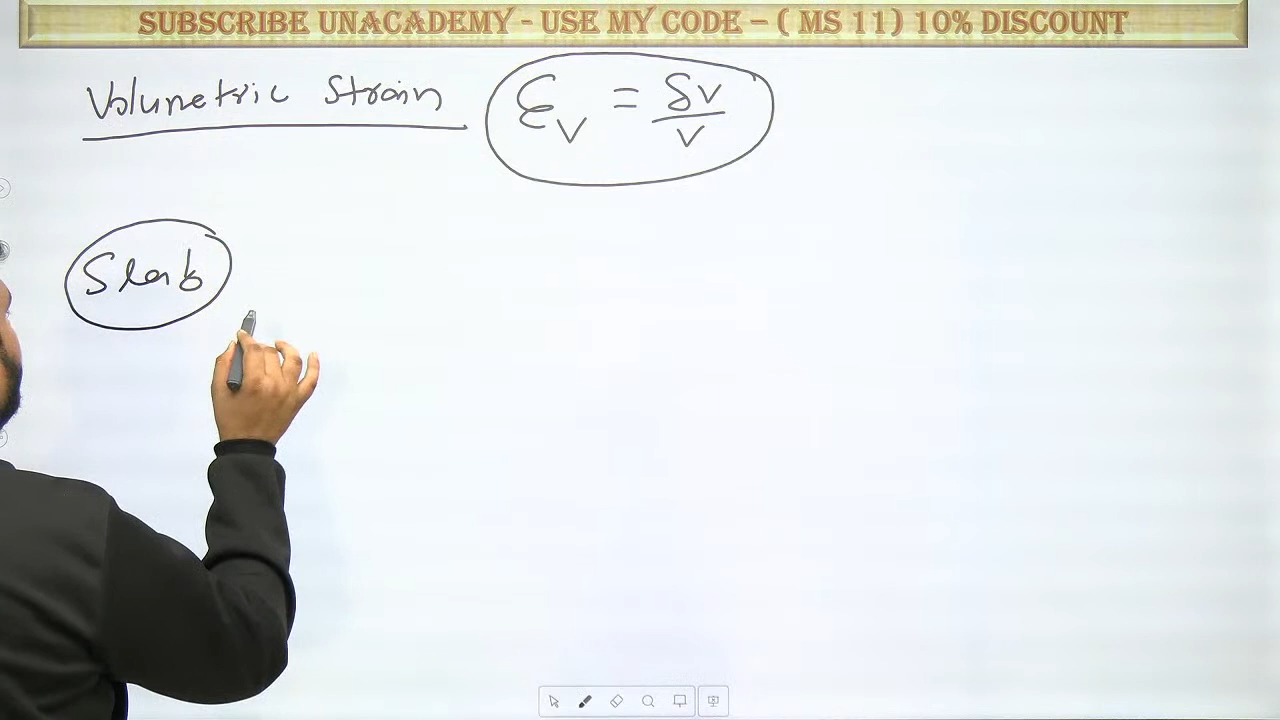 SUBSCRIBE UNACADEMY - USE MY CODE – ( MS 11) 10% DISCOUNT
Volumetric Strain εv = δv/v
Slab